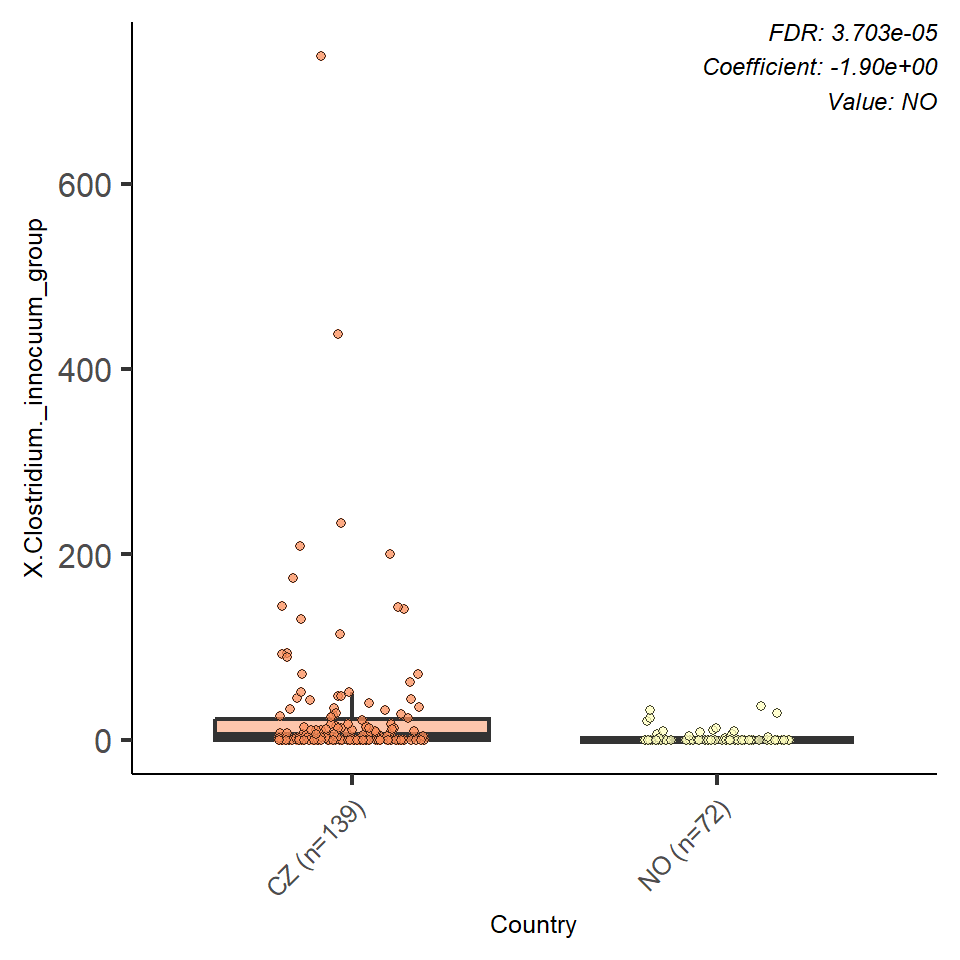 FDR: 3.703e-05
Coefficient: -1.90e+00
Value: NO
X.Clostridium._innocuum_group
600
400
200
0
CZ (n=139)
NO (n=72)
Country